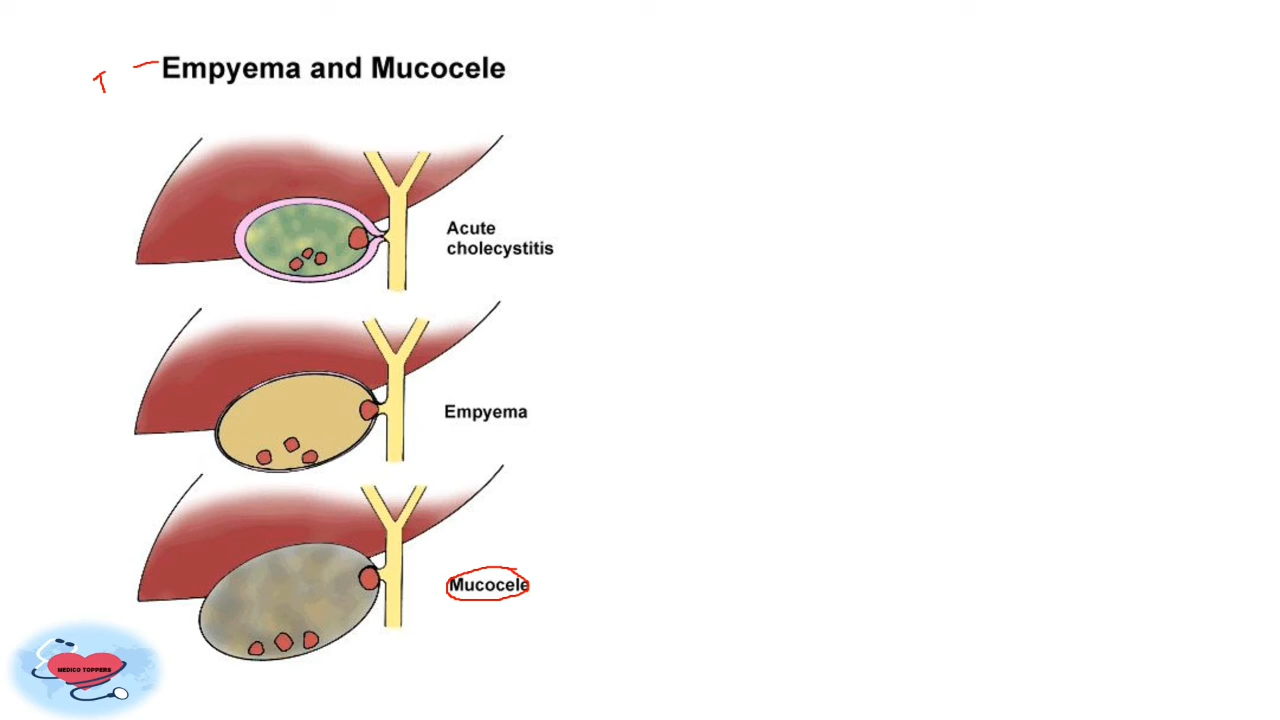 Empyema and Mucocele
Acute
cholecystitis
Empyema
Mucocele
MEDICO TOPPERS